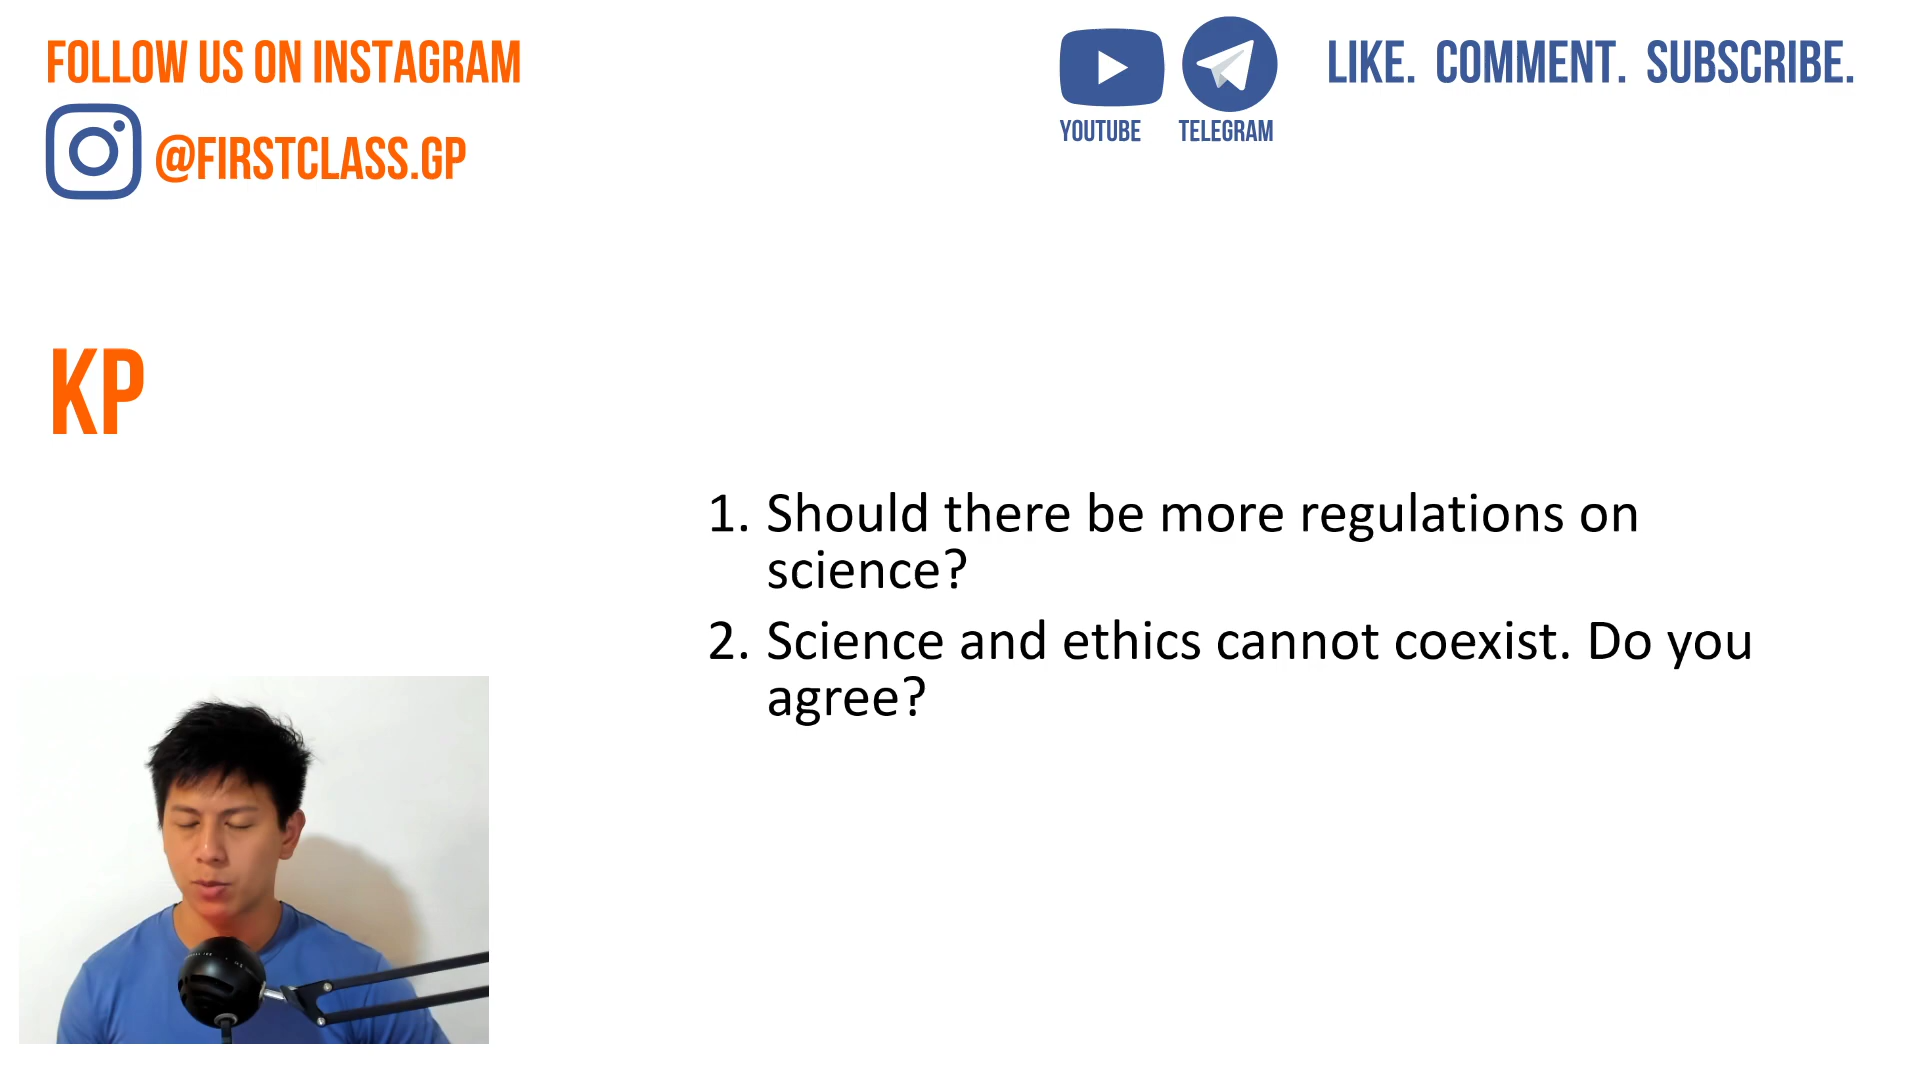 FOLLOW US ON INSTAGRAM
@FIRSTCLASS.GP
YOUTUBE
TELEGRAM
LIKE. COMMENT. SUBSCRIBE.
KP
1. Should there be more regulations on
science?
2. Science and ethics cannot coexist. Do you
agree?